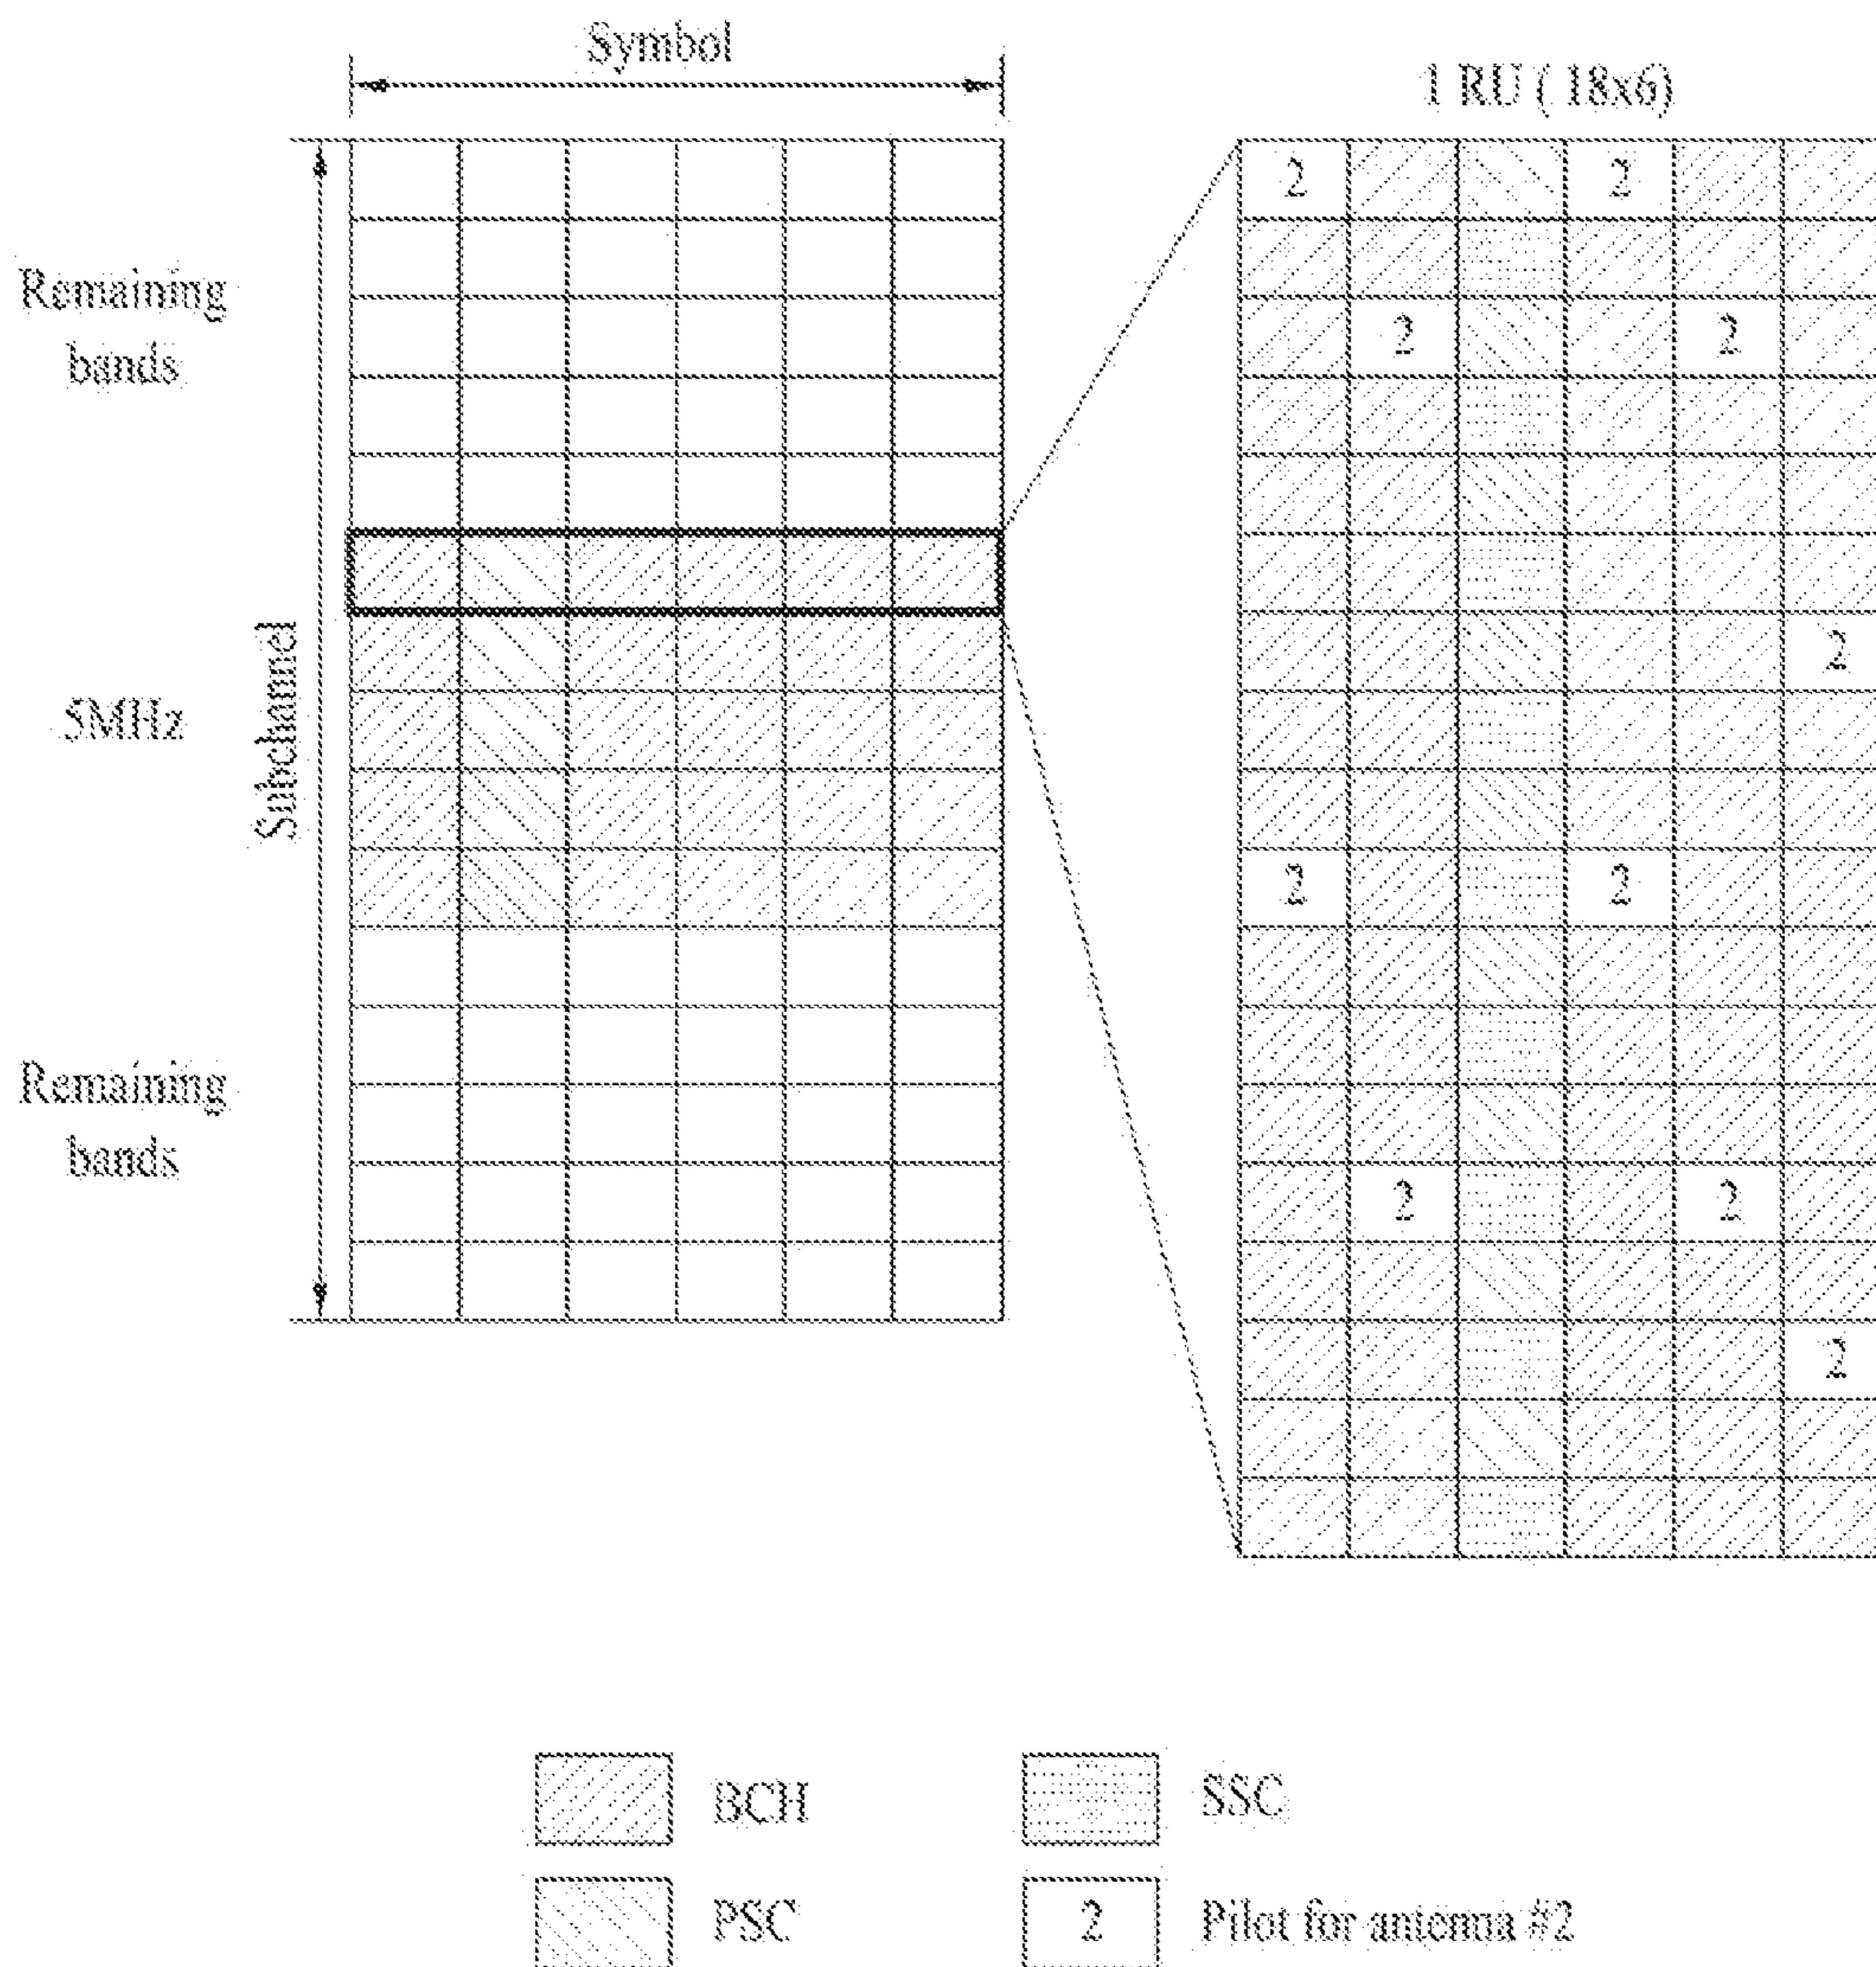 Symbol
1 RU ( 18x6)
Remaining
bands
5MHz
Subchannel
Remaining
bands
2 2
2 2
2
2 2
2 2
2
BCH
SSC
PSC
2
Pilot for antenna #2